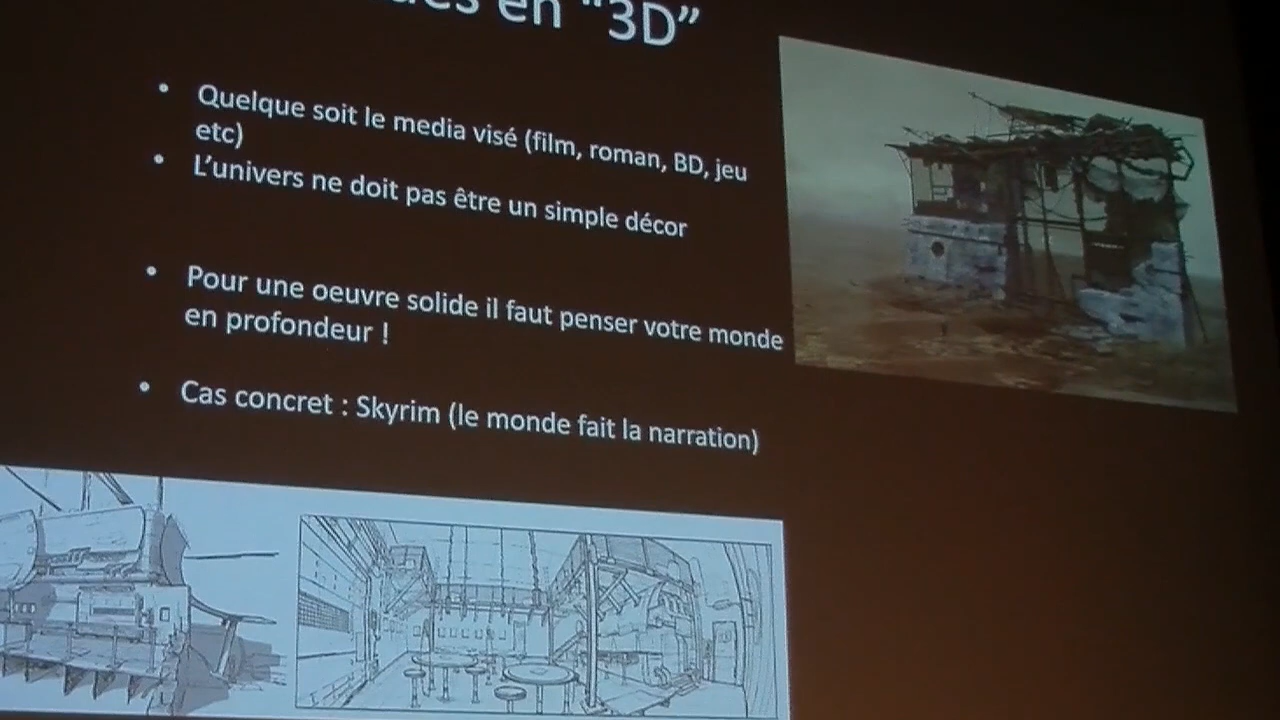 en "3D"
• Quelque soit le media visé (film, roman, BD, jeu
etc)
• L'univers ne doit pas être un simple décor
• Pour une oeuvre solide il faut penser votre monde
en profondeur !
• Cas concret : Skyrim (le monde fait la narration)